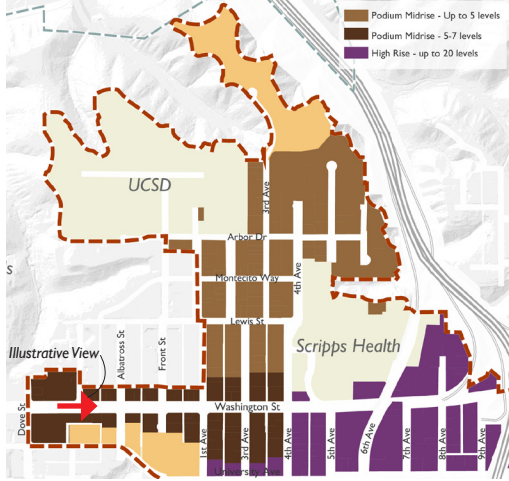 Podium Midrise - Up to 5 levels
Podium Midrise - 5-7 levels
High Rise - up to 20 levels
UCSD
3rd Ave
Arbor Dr
4th Ave
Montecito Way
s
Lewis St
Scripps Health
Illustrative View
Albatross St
Front St
Dove St
Washington St
1st Ave
3rd Ave
4th Ave
5th Ave
6th Ave
7th Ave
8th Ave
9th Ave
University Ave